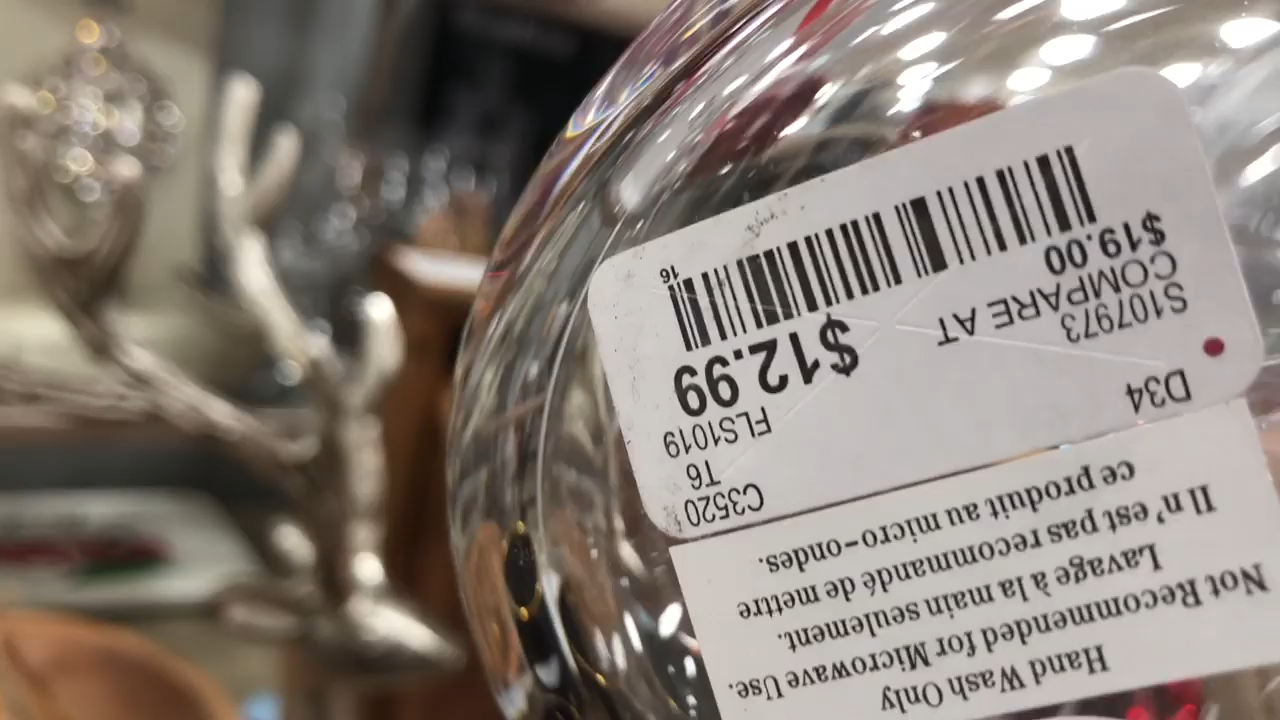 Hand Wash Only
Not Recommended for Microwave Use.
Lavage à la main seulement.
Il n'est pas recommandé de mettre
ce produit au micro-ondes.
D34
C3520
T6
FLS1019
S107973
COMPARE AT
$19.00
$12.99
16